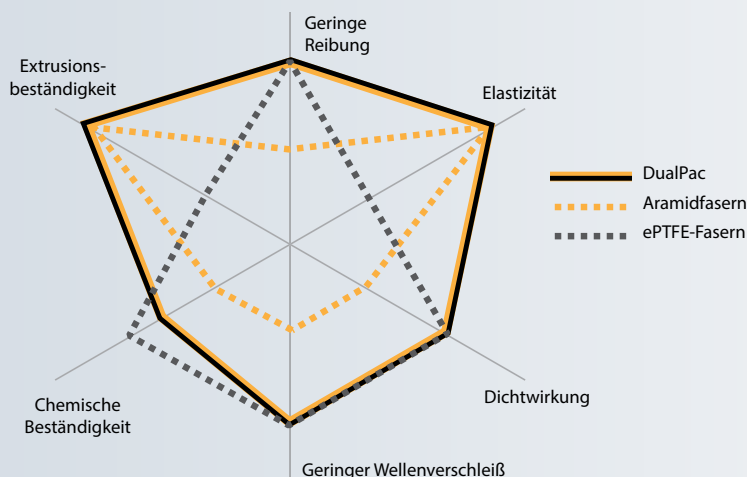 Geringe
Reibung
Extrusions-
beständigkeit
Elastizität
DualPac
Aramidfasern
ePTFE-Fasern
Chemische
Beständigkeit
Dichtwirkung
Geringer Wellenverschleiß